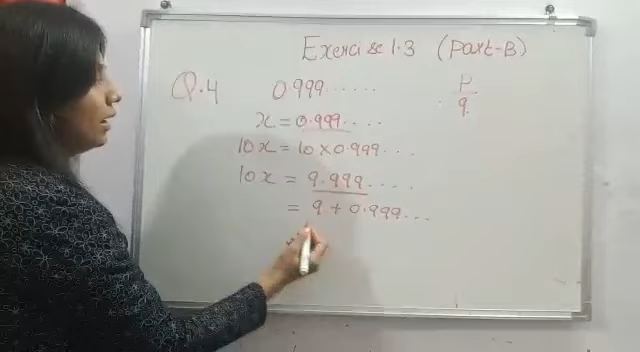 Exercise 1.3 (Part-B)
Q.4 0.999...... p/q
x = 0.999....
10x = 10 × 0.999...
10x = 9.999....
= 9 + 0.999...